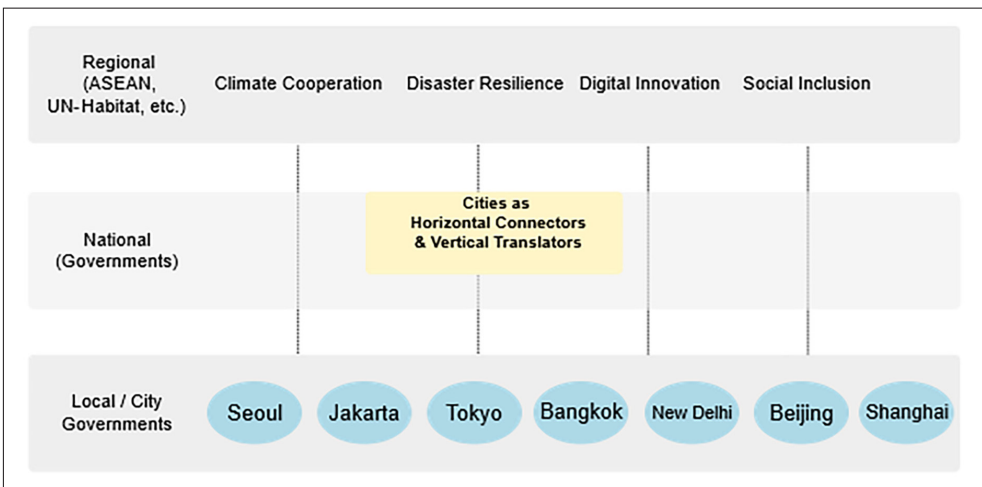 Regional
(ASEAN,
UN-Habitat, etc.)
Climate Cooperation
Disaster Resilience
Digital Innovation
Social Inclusion
National
(Governments)
Cities as
Horizontal Connectors
& Vertical Translators
Local / City
Governments
Seoul
Jakarta
Tokyo
Bangkok
New Delhi
Beijing
Shanghai